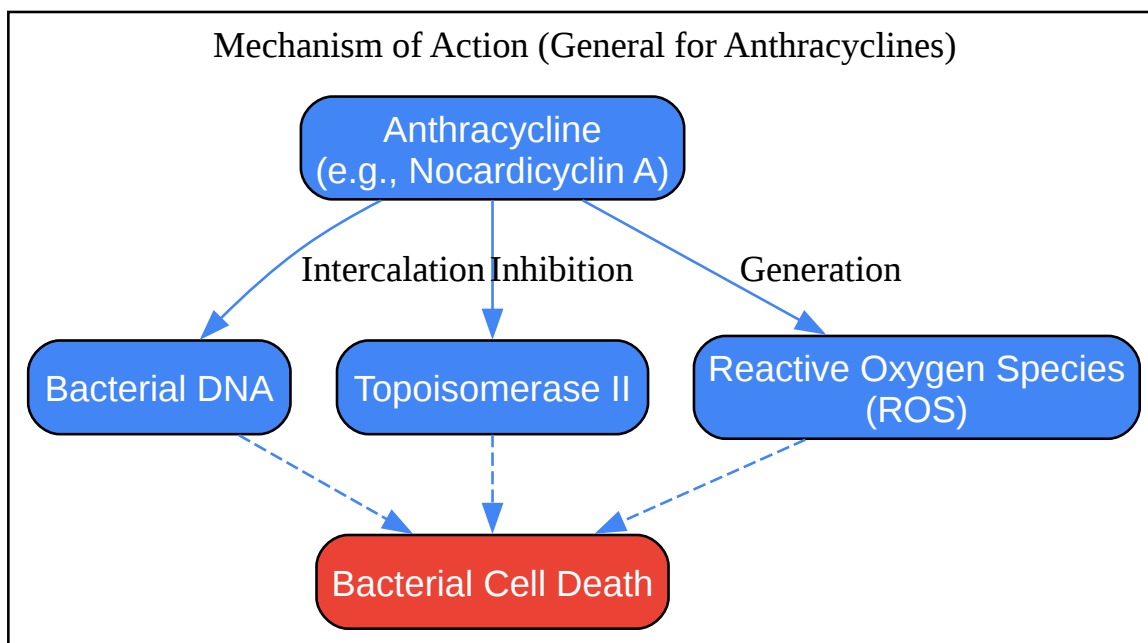 Mechanism of Action (General for Anthracyclines)
Anthracycline
(e.g., Nocardicyclin A)
Intercalation
Inhibition
Generation
Bacterial DNA
Topoisomerase II
Reactive Oxygen Species
(ROS)
Bacterial Cell Death